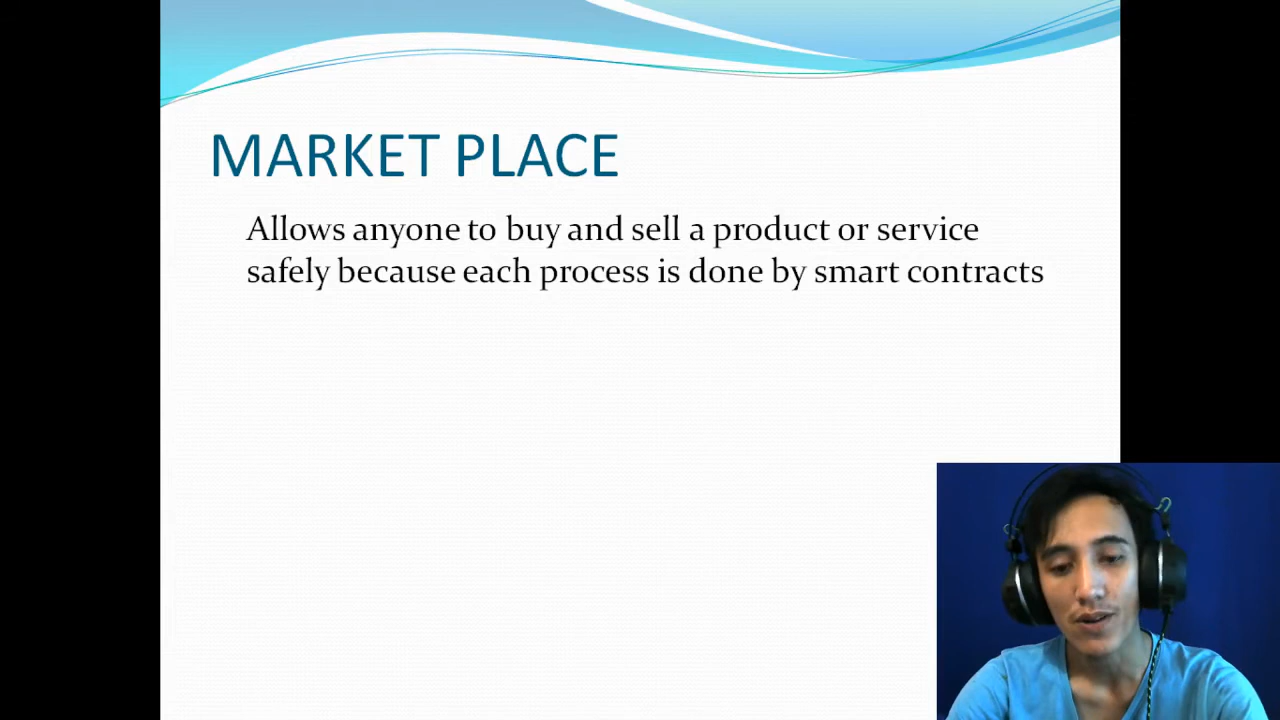 MARKET PLACE
Allows anyone to buy and sell a product or service
safely because each process is done by smart contracts